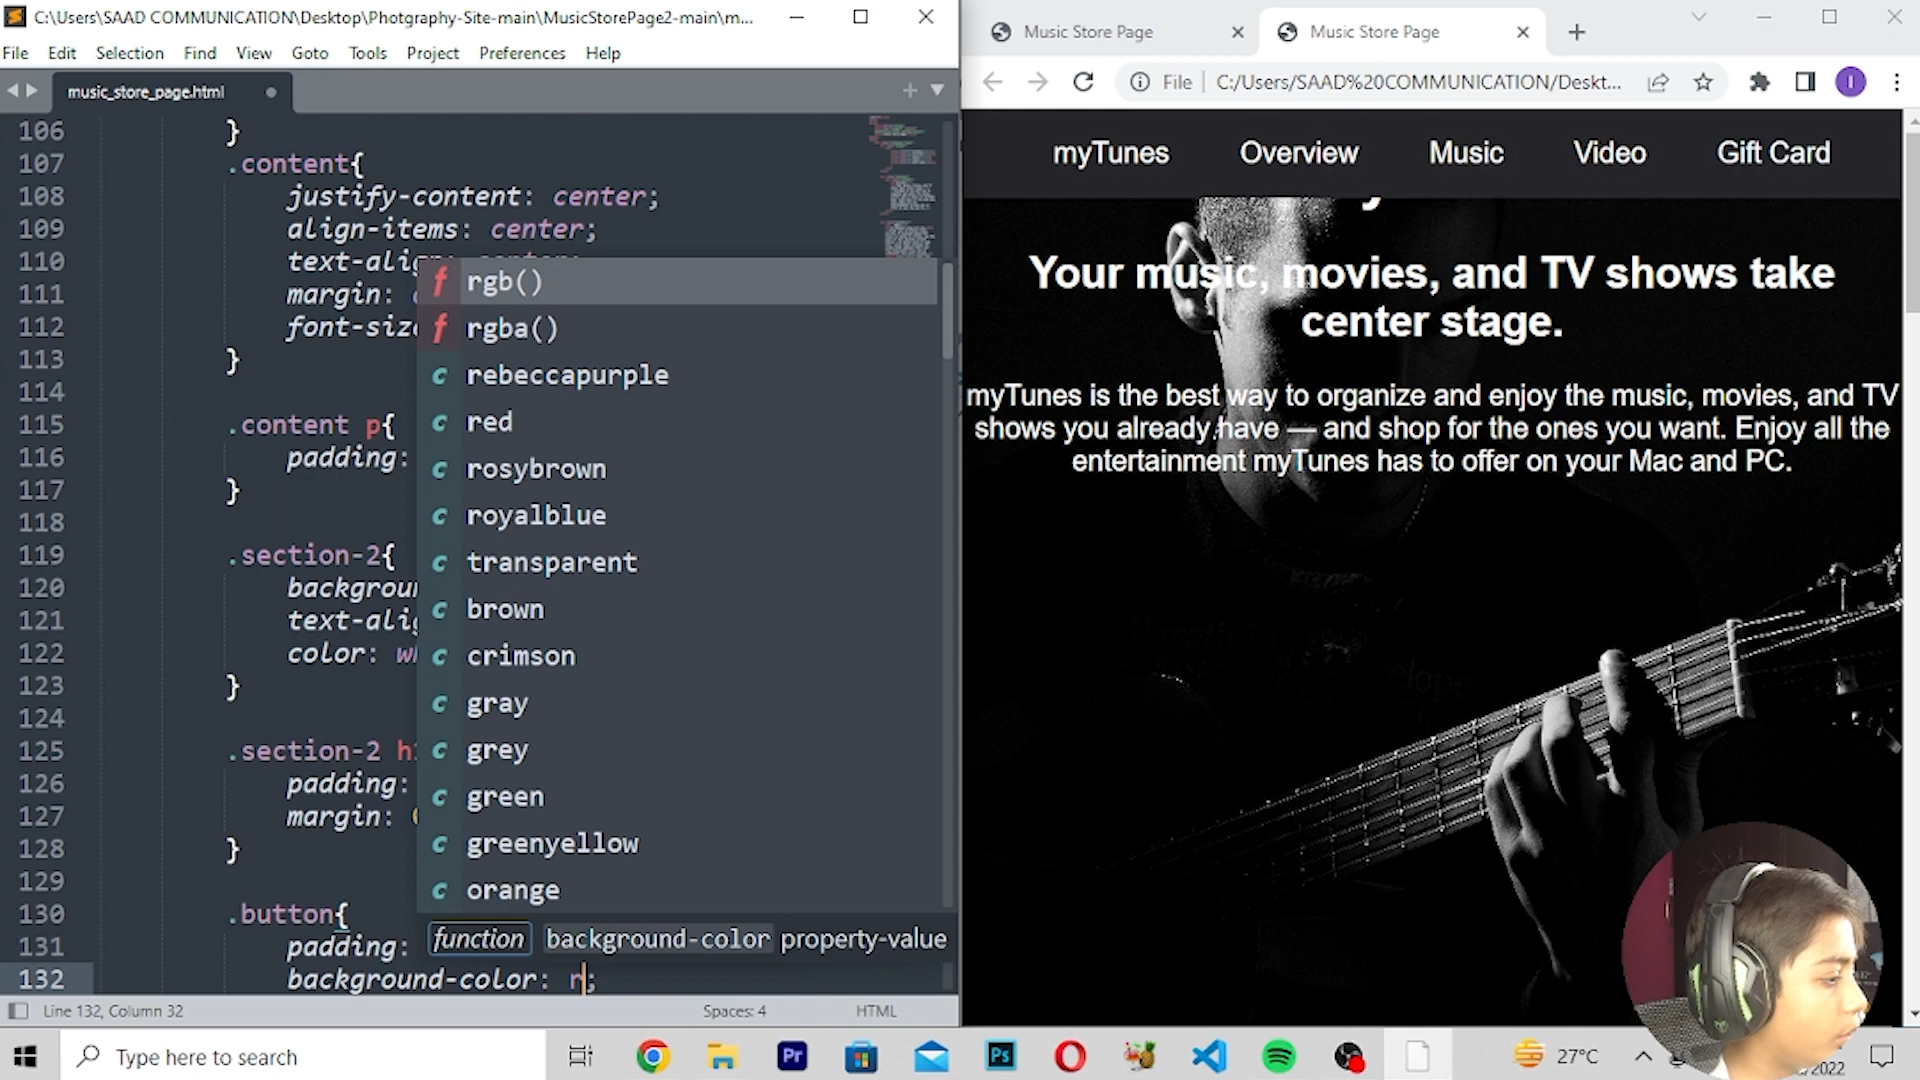 C:\Users\SAAD COMMUNICATION\Desktop\Photgraphy-Site-main\MusicStorePage2-main\m...
File Edit Selection Find View Goto Tools Project Preferences Help
music_store_page.html
106 }
107 .content{
108 justify-content: center;
109 align-items: center;
110 text-alig
111 margin:
112 font-size
113 }
114
115 .content p{
116 padding:
117 }
118
119 .section-2{
120 backgrou
121 text-alig
122 color: w
123 }
124
125 .section-2 h
126 padding:
127 margin: 0
128 }
129
130 .button{
131 padding:
132 background-color: r;
f rgb()
f rgba()
c rebeccapurple
c red
c rosybrown
c royalblue
c transparent
c brown
c crimson
c gray
c grey
c green
c greenyellow
c orange
function background-color property-value
Line 132, Column 32 Spaces: 4 HTML
Music Store Page Music Store Page
File C:/Users/SAAD%20COMMUNICATION/Deskt... I
myTunes Overview Music Video Gift Card
Your music, movies, and TV shows take
center stage.
myTunes is the best way to organize and enjoy the music, movies, and TV
shows you already have — and shop for the ones you want. Enjoy all the
entertainment myTunes has to offer on your Mac and PC.
Type here to search Pr Ps 27°C
2022